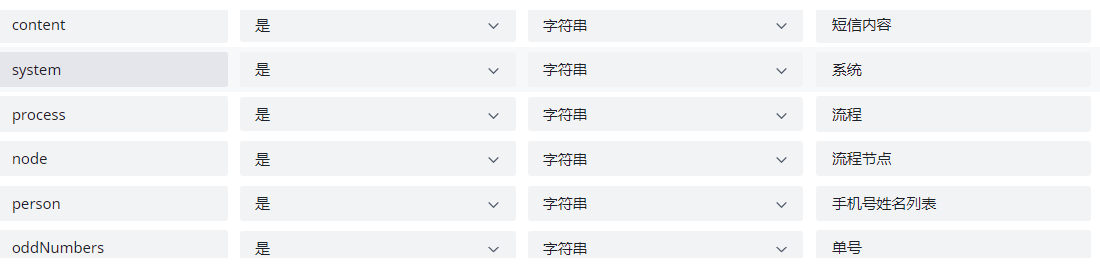 content 是 字符串 短信内容
system 是 字符串 系统
process 是 字符串 流程
node 是 字符串 流程节点
person 是 字符串 手机号姓名列表
oddNumbers 是 字符串 单号